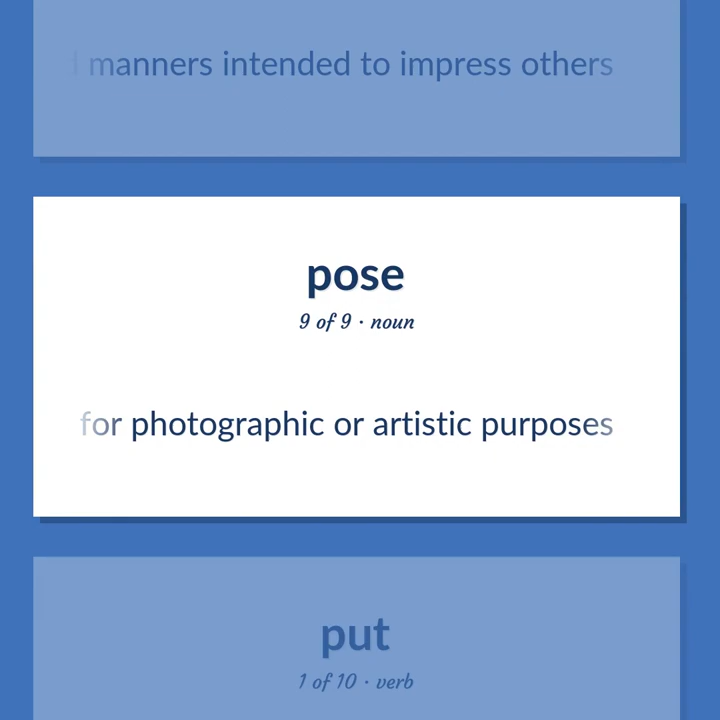 manners intended to impress others
pose
9 of 9 · noun
for photographic or artistic purposes
put
1 of 10 · verb